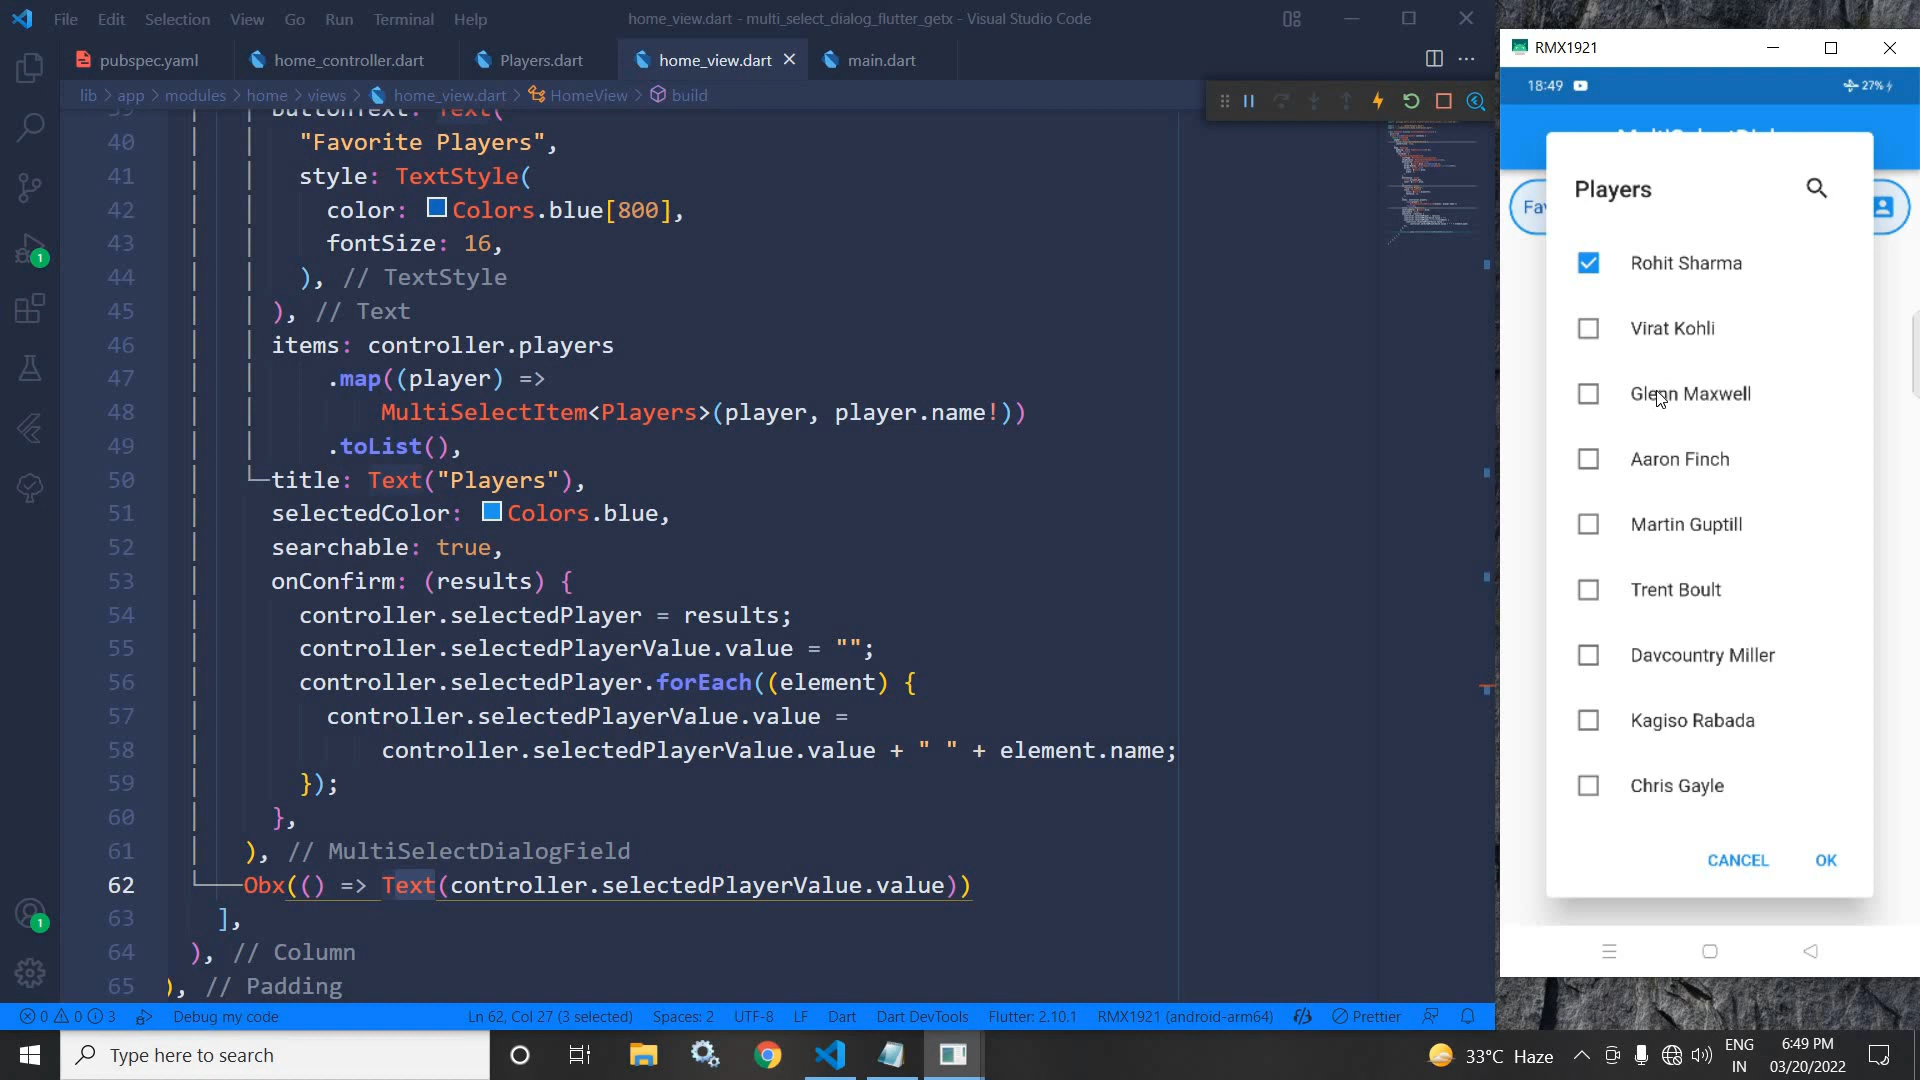 File Edit Selection View Go Run Terminal Help
home_view.dart - multi_select_dialog_flutter_getx - Visual Studio Code
pubspec.yaml home_controller.dart Players.dart home_view.dart main.dart
lib > app > modules > home > views > home_view.dart > HomeView > build
39 buttonText: Text(
40 "Favorite Players",
41 style: TextStyle(
42 color: Colors.blue[800],
43 fontSize: 16,
44 ), // TextStyle
45 ), // Text
46 items: controller.players
47 .map((player) =>
48 MultiSelectItem<Players>(player, player.name!))
49 .toList(),
50 title: Text("Players"),
51 selectedColor: Colors.blue,
52 searchable: true,
53 onConfirm: (results) {
54 controller.selectedPlayer = results;
55 controller.selectedPlayerValue.value = "";
56 controller.selectedPlayer.forEach((element) {
57 controller.selectedPlayerValue.value =
58 controller.selectedPlayerValue.value + " " + element.name;
59 });
60 },
61 ), // MultiSelectDialogField
62 Obx(() => Text(controller.selectedPlayerValue.value))
63 ],
64 ), // Column
65 ), // Padding
1
1
0 0 3 Debug my code Ln 62, Col 27 (3 selected) Spaces: 2 UTF-8 LF Dart Dart DevTools Flutter: 2.10.1 RMX1921 (android-arm64) Prettier
RMX1921
18:49 27%
Fav
Players
Rohit Sharma
Virat Kohli
Glenn Maxwell
Aaron Finch
Martin Guptill
Trent Boult
Davcountry Miller
Kagiso Rabada
Chris Gayle
CANCEL OK
Type here to search
33°C Haze
ENG
IN
6:49 PM
03/20/2022